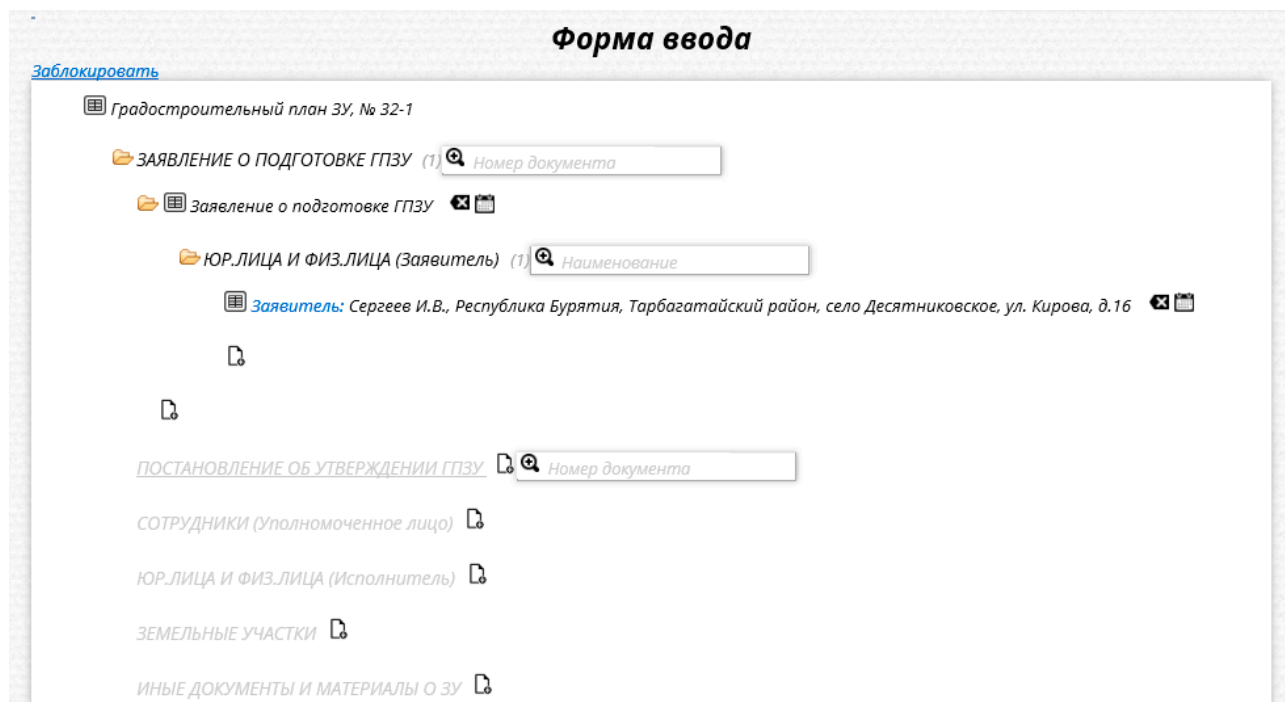 Форма ввода
Заблокировать
Градостроительный план ЗУ, № 32-1
ЗАЯВЛЕНИЕ О ПОДГОТОВКЕ ГПЗУ (1) Номер документа
Заявление о подготовке ГПЗУ
ЮР.ЛИЦА И ФИЗ.ЛИЦА (Заявитель) (1) Наименование
Заявитель: Сергеев И.В., Республика Бурятия, Тарбагатайский район, село Десятниковское, ул. Кирова, д.16
ПОСТАНОВЛЕНИЕ ОБ УТВЕРЖДЕНИИ ГПЗУ Номер документа
СОТРУДНИКИ (Уполномоченное лицо)
ЮР.ЛИЦА И ФИЗ.ЛИЦА (Исполнитель)
ЗЕМЕЛЬНЫЕ УЧАСТКИ
ИНЫЕ ДОКУМЕНТЫ И МАТЕРИАЛЫ О ЗУ